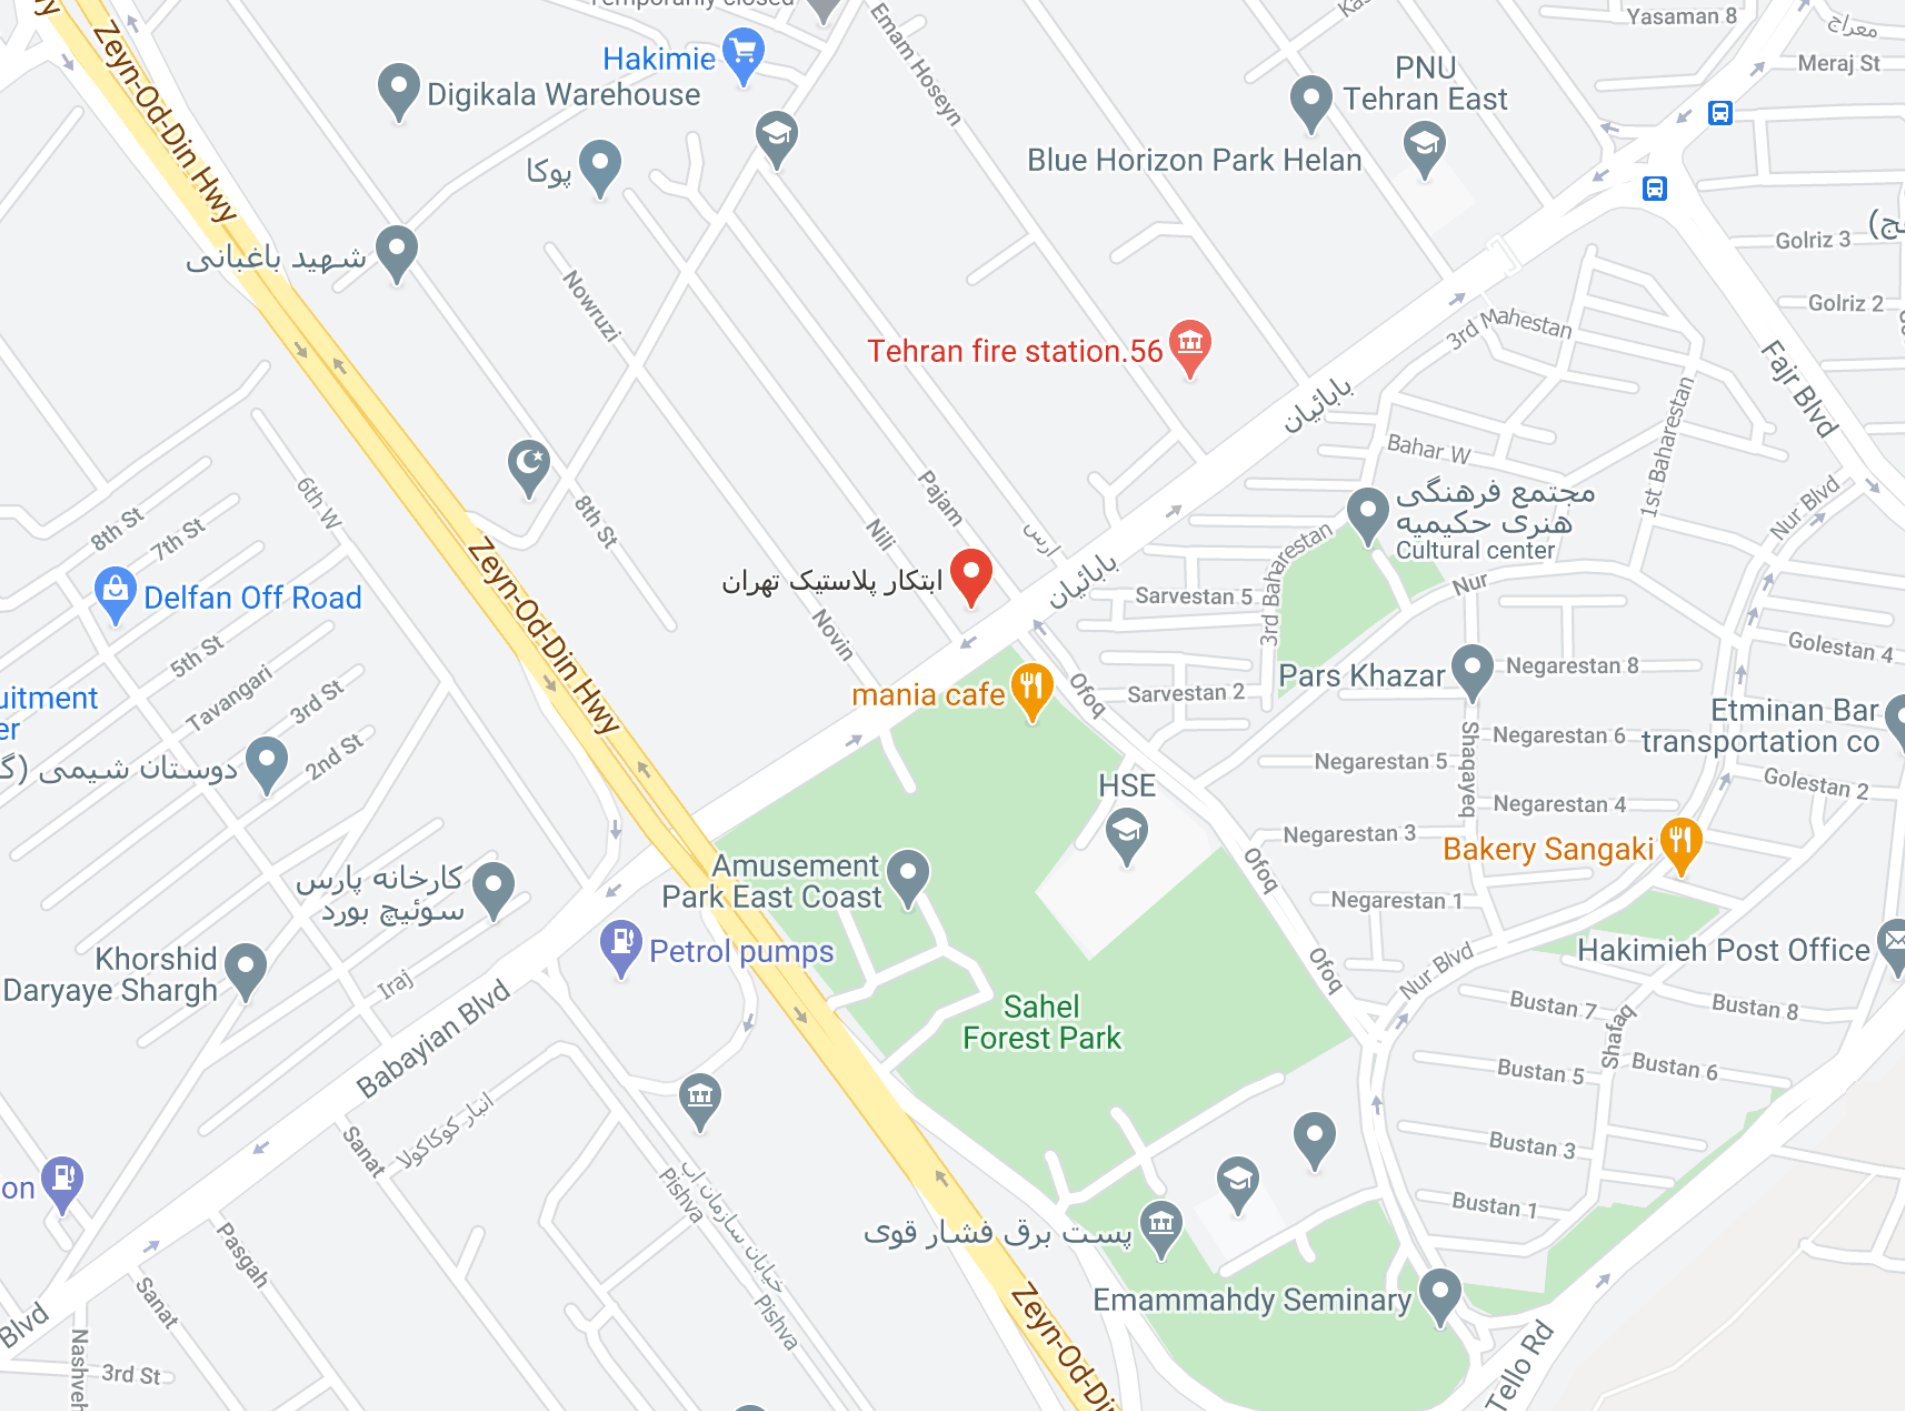 Temporarily closed
Yasaman 8
معراج
Zeyn-Od-Din Hwy
Hakimie
Emam Hoseyn
PNU
Tehran East
Meraj St
Digikala Warehouse
Blue Horizon Park Helan
پوکا
شهید باغبانی
Golriz 3
Nowruzi
Golriz 2
3rd Mahestan
Tehran fire station.56
Fajr Blvd
بابائیان
1st Baharestan
Bahar W
6th W
8th St
8th St
7th St
Pajam
مجتمع فرهنگی
هنری حکیمیه
Cultural center
Nur Blvd
Nili
ارس
3rd Baharestan
ابتکار پلاستیک تهران
بابائیان
Sarvestan 5
Nur
Delfan Off Road
Zeyn-Od-Din Hwy
Novin
5th St
Golestan 4
Pars Khazar
Negarestan 8
mania cafe
Ofoq
Sarvestan 2
uitment
er
Tavangari
3rd St
Etminan Bar
transportation co
Negarestan 6
Shaqayeq
دوستان شیمی (گ
2nd St
Negarestan 5
HSE
Golestan 2
Negarestan 4
Negarestan 3
Bakery Sangaki
Amusement
Park East Coast
Ofoq
کارخانه پارس
سوئیچ بورد
Negarestan 1
Petrol pumps
Hakimieh Post Office
Khorshid
Daryaye Shargh
Iraj
Ofoq
Nur Blvd
Sahel
Forest Park
Bustan 7
Bustan 8
Babayian Blvd
Shafaq
Bustan 5
Bustan 6
انبار کوکاکولا
Sanat
Bustan 3
on
Pishva
خیابان سازمان آب
Bustan 1
پست برق فشار قوی
Pasgah
Emammahdy Seminary
Sanat
Pishva
Zeyn-Od-Din
Blvd
Nashveh
3rd St
Tello Rd